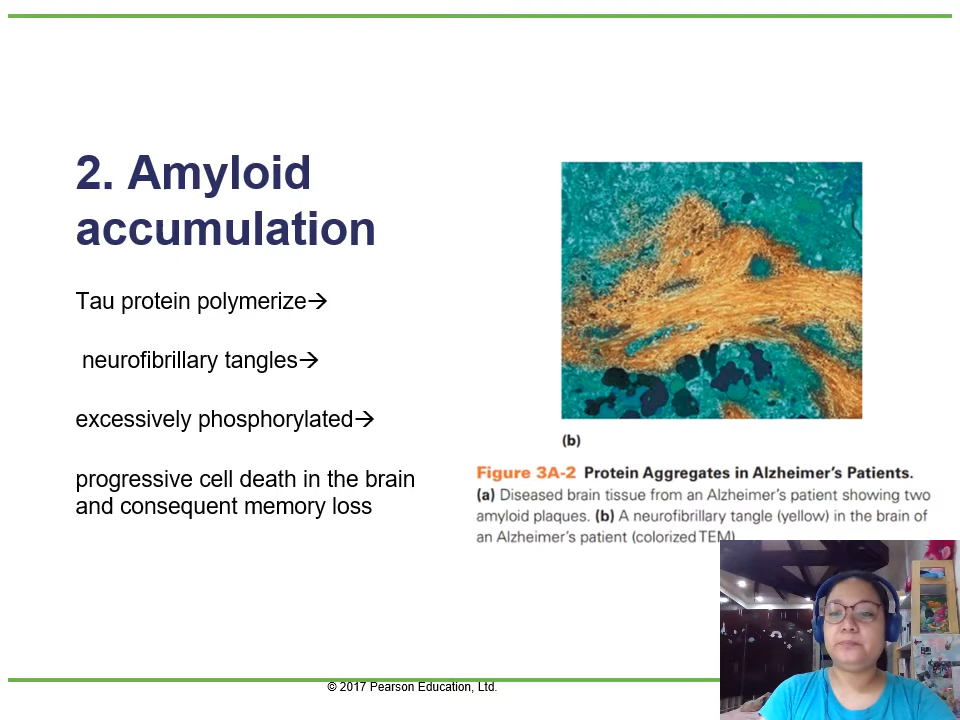 2. Amyloid
accumulation
Tau protein polymerize→
neurofibrillary tangles→
excessively phosphorylated→
progressive cell death in the brain
and consequent memory loss
(b)
Figure 3A-2 Protein Aggregates in Alzheimer's Patients.
(a) Diseased brain tissue from an Alzheimer's patient showing two
amyloid plaques. (b) A neurofibrillary tangle (yellow) in the brain of
an Alzheimer's patient (colorized TEM)
© 2017 Pearson Education, Ltd.